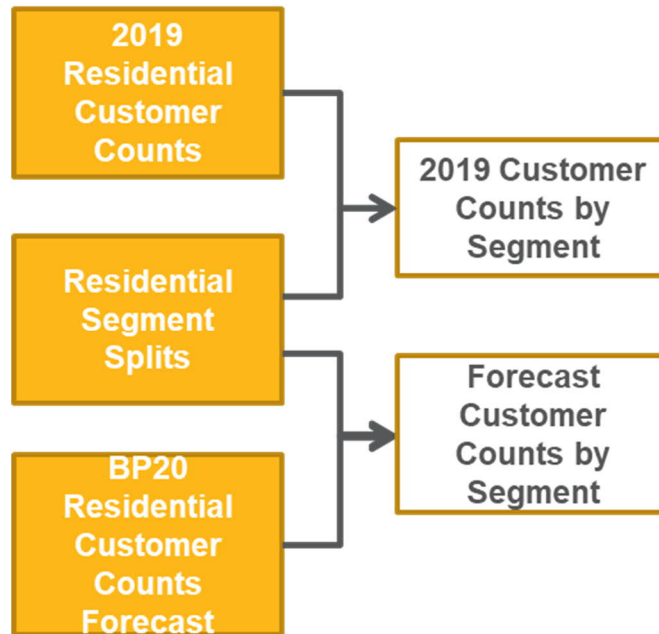 2019
Residential
Customer
Counts
2019 Customer
Counts by
Segment
Residential
Segment
Splits
Forecast
Customer
Counts by
Segment
BP20
Residential
Customer
Counts
Forecast